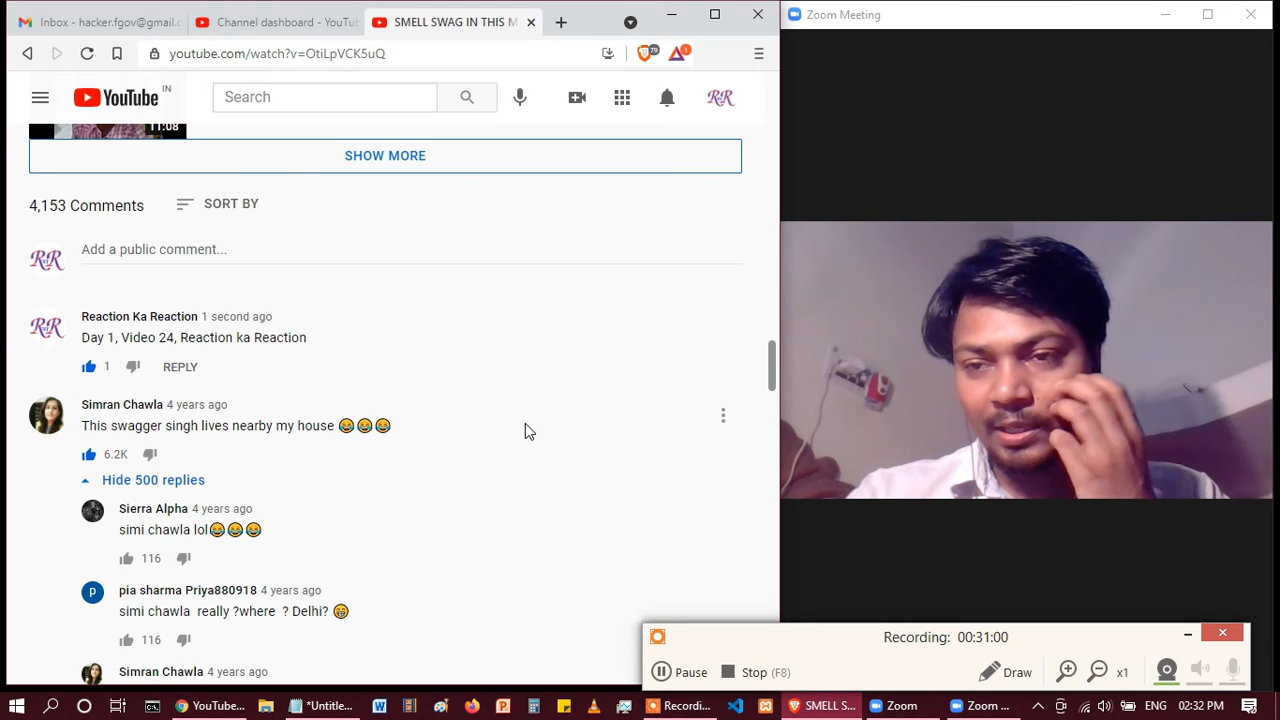 Inbox - hacker.fgov@gmail.c
Channel dashboard - YouTu
SMELL SWAG IN THIS M
Zoom Meeting
youtube.com/watch?v=OtiLpVCK5uQ
79
1
YouTube IN
Search
RR
11:08
SHOW MORE
4,153 Comments
SORT BY
Add a public comment...
Reaction Ka Reaction 1 second ago
Day 1, Video 24, Reaction ka Reaction
1
REPLY
Simran Chawla 4 years ago
This swagger singh lives nearby my house 😂😂😂
6.2K
Hide 500 replies
Sierra Alpha 4 years ago
simi chawla lol😂😂😂
116
p
pia sharma Priya880918 4 years ago
simi chawla really ?where ? Delhi? 😁
116
Simran Chawla 4 years ago
Recording: 00:31:00
Pause
Stop (F8)
Draw
x1
YouTube...
*Untitle...
Recordi...
SMELL S...
Zoom
Zoom ...
ENG
02:32 PM